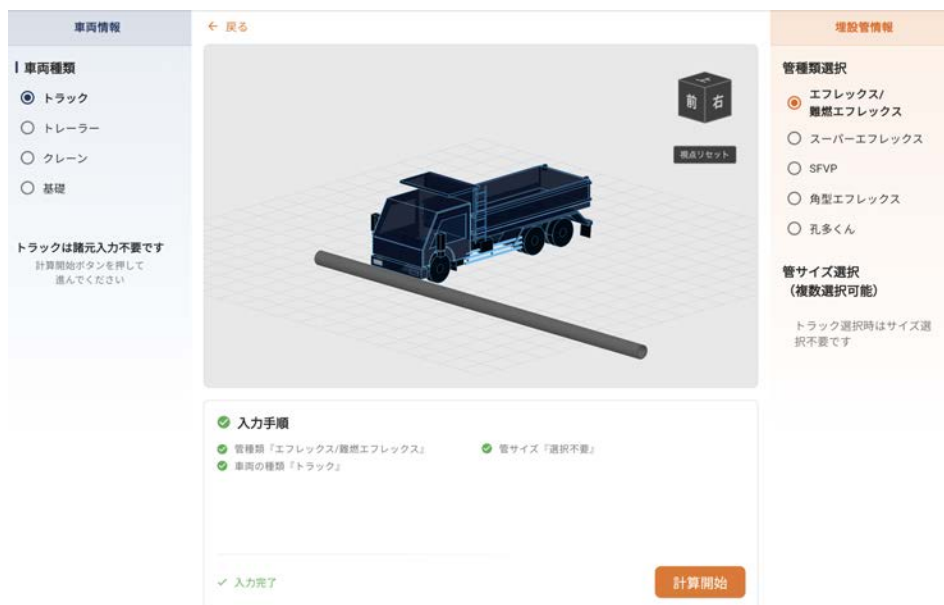 車両情報
車両種類
トラック
トレーラー
クレーン
基礎
トラックは諸元入力不要です
計算開始ボタンを押して
進んでください
← 戻る
上
前
右
視点リセット
入力手順
管種類『エフレックス/難燃エフレックス』
管サイズ『選択不要』
車両の種類『トラック』
入力完了
計算開始
埋設管情報
管種類選択
エフレックス/
難燃エフレックス
スーパーエフレックス
SFVP
角型エフレックス
孔多くん
管サイズ選択
(複数選択可能)
トラック選択時はサイズ選
択不要です